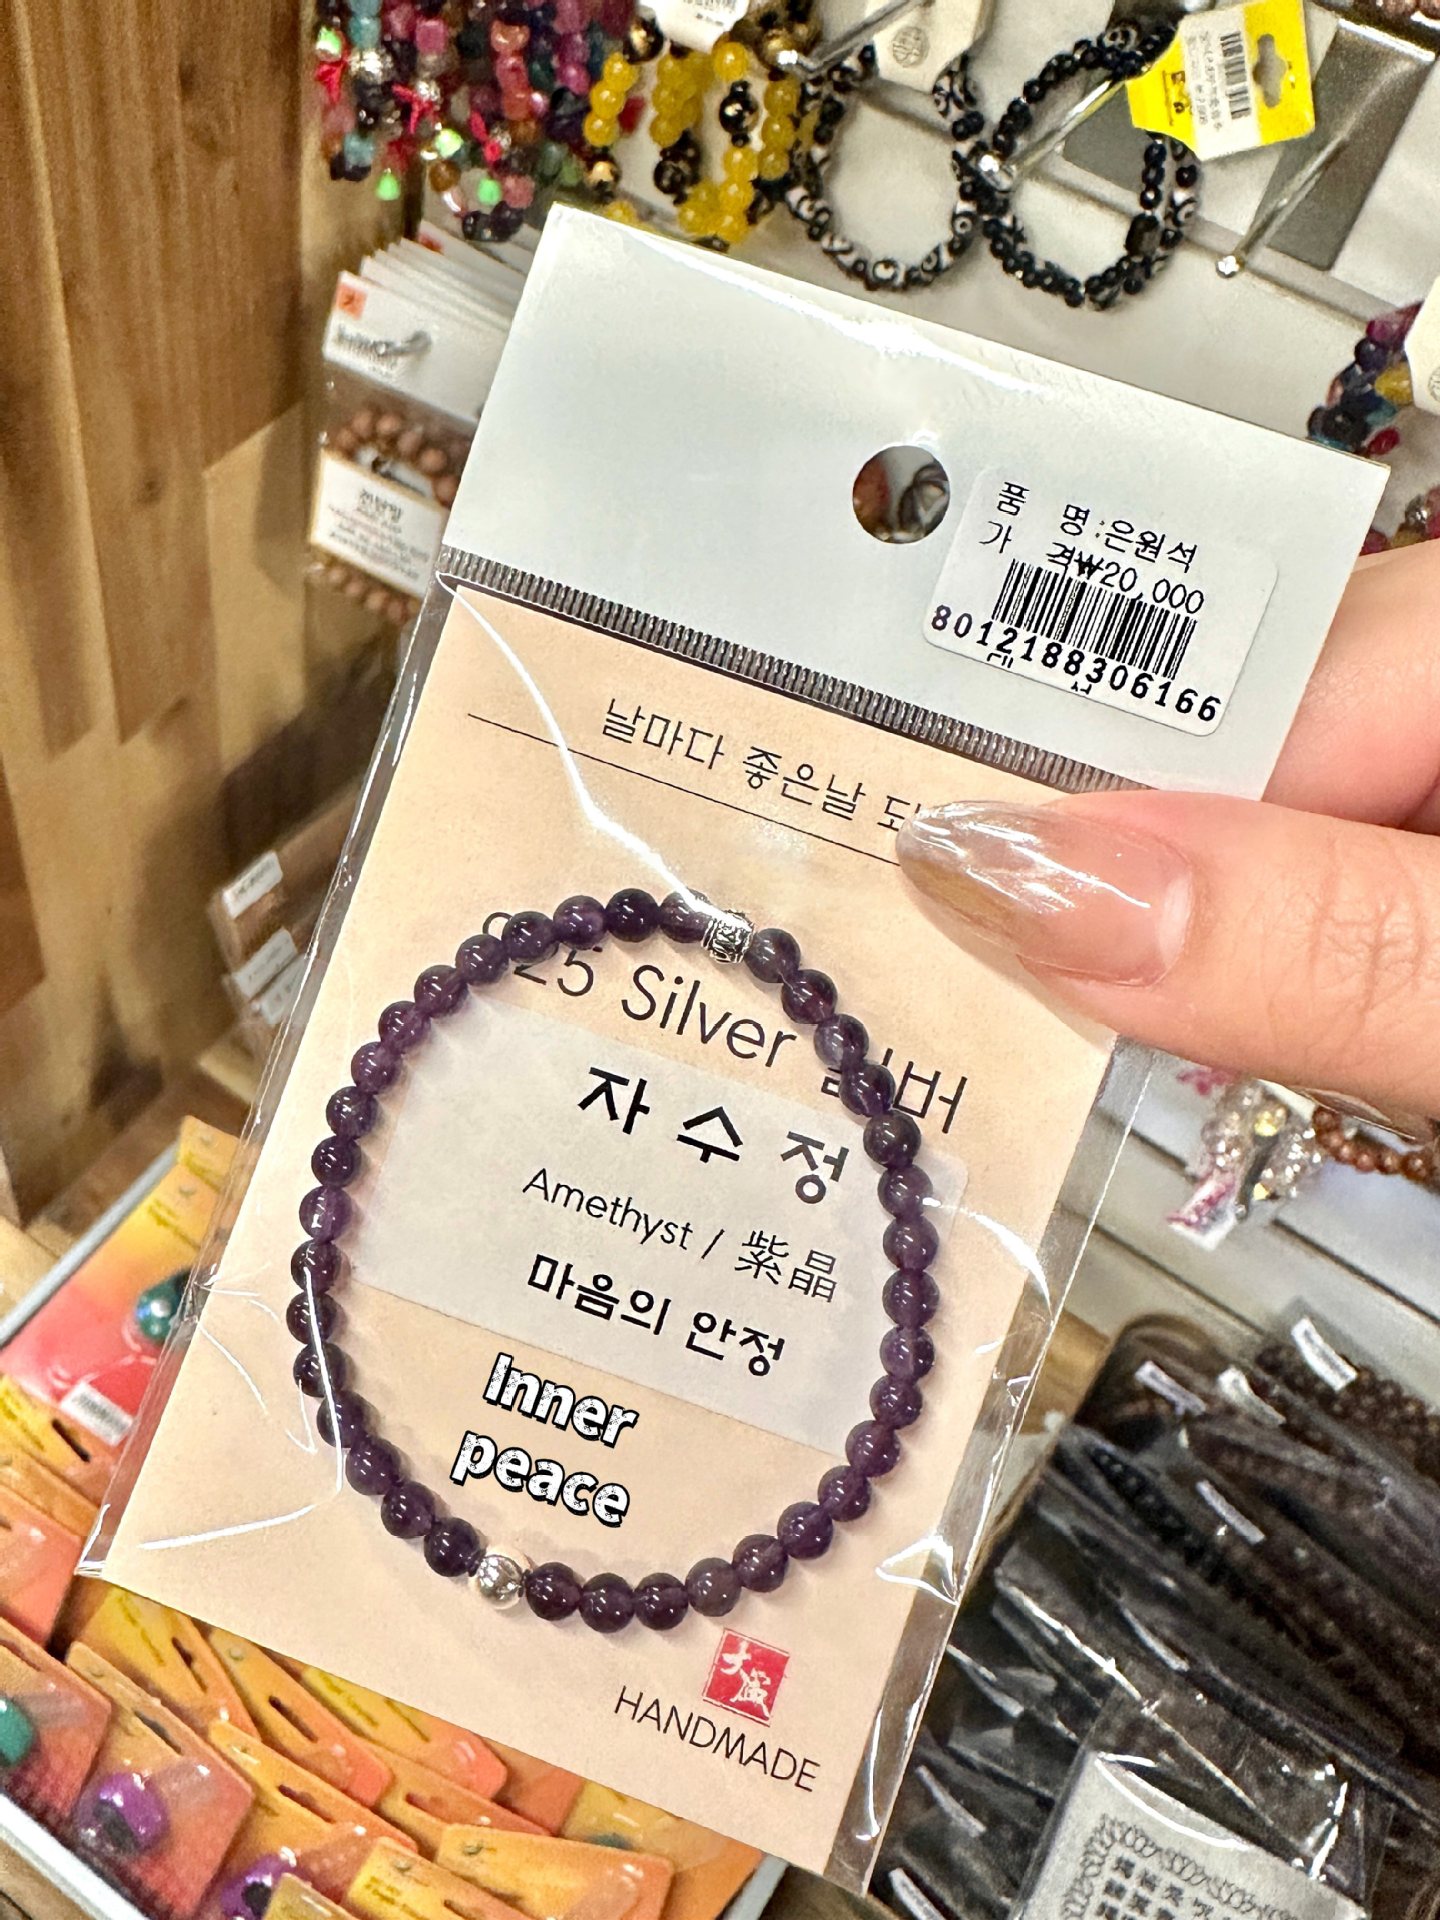 품 명:은원석
가 격₩20,000
8012188306166
날마다 좋은날
25 Silver
자수정
Amethyst / 紫晶
마음의 안정
Inner
peace
HANDMADE